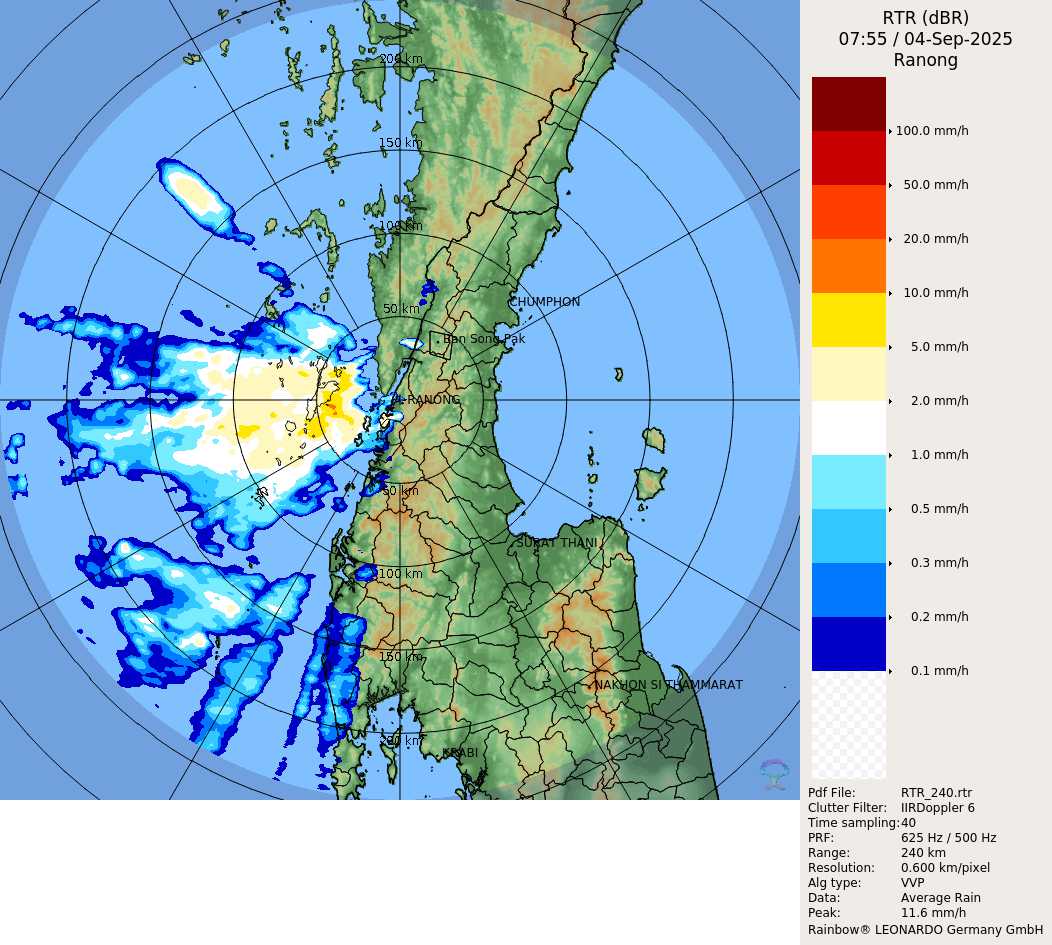 RTR (dBR)
07:55 / 04-Sep-2025
Ranong
200 km
150 km
100 km
50 km
CHUMPHON
Ban Song Pak
RANONG
50 km
SURAT THANI
100 km
150 km
NAKHON SI THAMMARAT
200 km
KRABI
100.0 mm/h
50.0 mm/h
20.0 mm/h
10.0 mm/h
5.0 mm/h
2.0 mm/h
1.0 mm/h
0.5 mm/h
0.3 mm/h
0.2 mm/h
0.1 mm/h
Pdf File: RTR_240.rtr
Clutter Filter: IIRDoppler 6
Time sampling:40
PRF: 625 Hz / 500 Hz
Range: 240 km
Resolution: 0.600 km/pixel
Alg type: VVP
Data: Average Rain
Peak: 11.6 mm/h
Rainbow® LEONARDO Germany GmbH